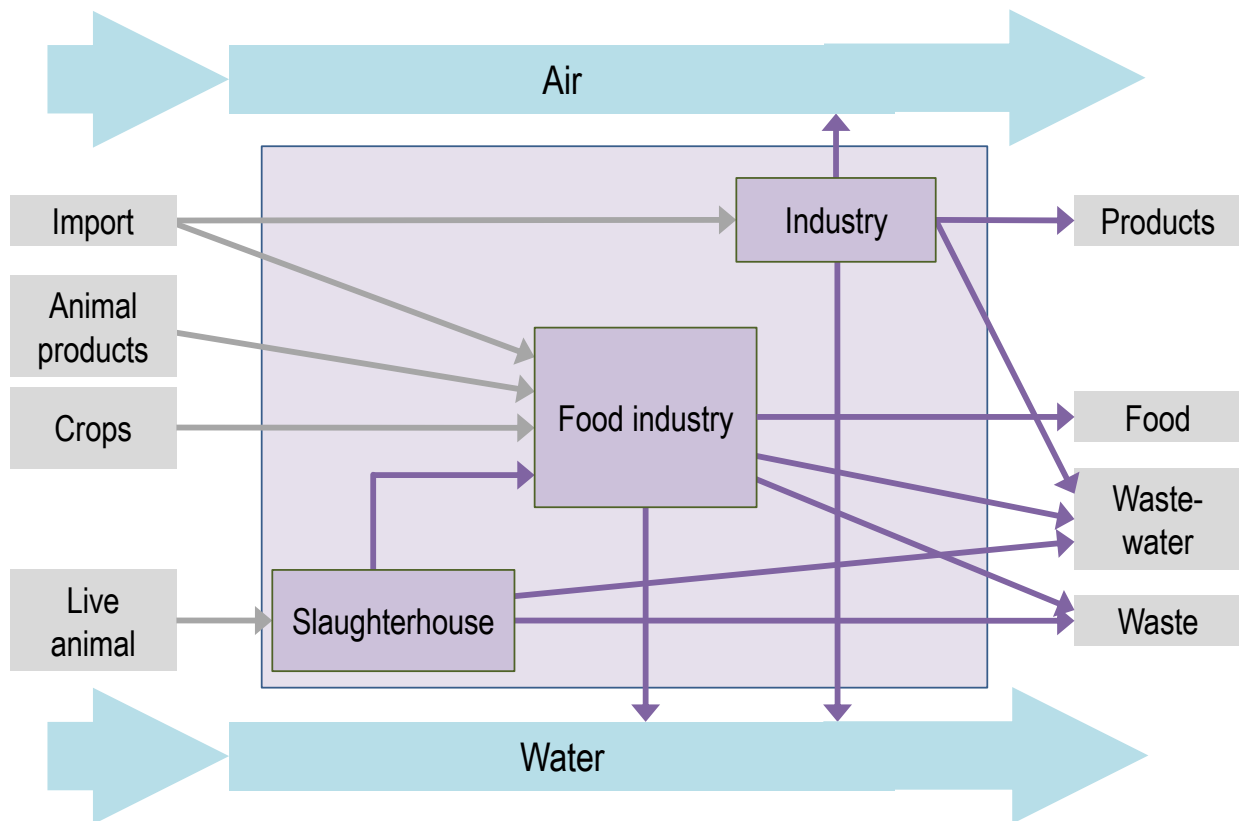 Air
Import
Industry
Products
Animal
products
Crops
Food industry
Food
Waste-
water
Live
animal
Slaughterhouse
Waste
Water